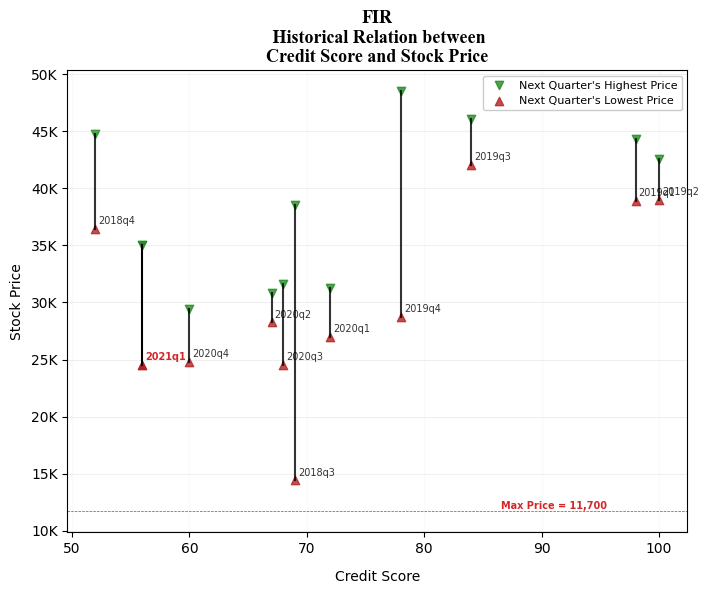 FIR
Historical Relation between
Credit Score and Stock Price
50K
45K
40K
35K
30K
25K
20K
15K
10K
Stock Price
Next Quarter's Highest Price
Next Quarter's Lowest Price
2018q4
2021q1
2020q4
2020q2
2020q3
2018q3
2020q1
2019q4
2019q3
2019q1
2019q2
Max Price = 11,700
50
60
70
80
90
100
Credit Score